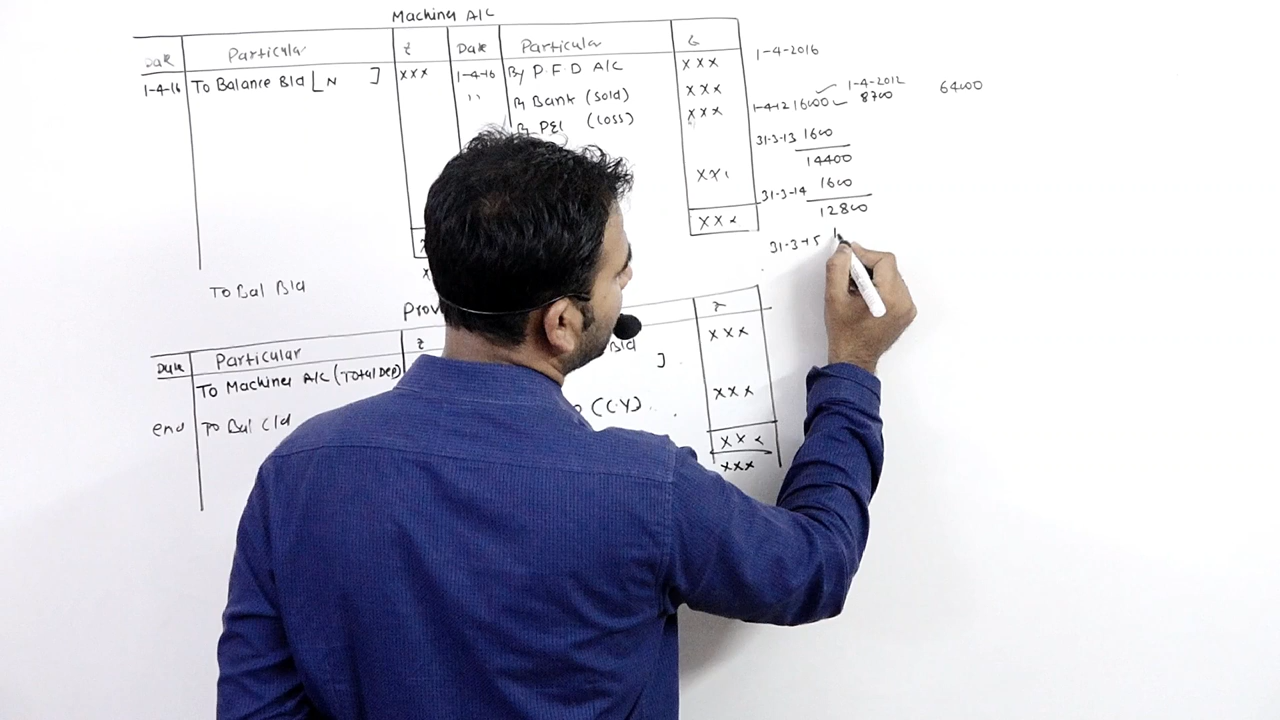 Machinery A/C
Date Particular ₹ Date Particular ₹
1-4-16 To Balance B/d [ N ] XXX 1-4-16 By P.F.D A/C XXX
'' By Bank (sold) XXX
By P&L (Loss) XXX
XX
XXX
To Bal B/d
1-4-2016
1-4-2012
1-4-12 16000 8700 6400
31-3-13 1600
14400
31-3-14 1600
12800
31-3-15 1
Prov
Date Particular ₹ ₹
B/d XXX
To Machinery A/C (Total Dep) ]
(C.Y) XXX
end To Bal C/d
XXX
XXX